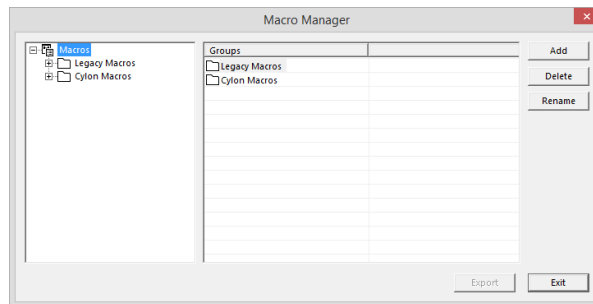 Macro Manager
Macros
Legacy Macros
Cylon Macros
Groups
Legacy Macros
Cylon Macros
Add
Delete
Rename
Export
Exit